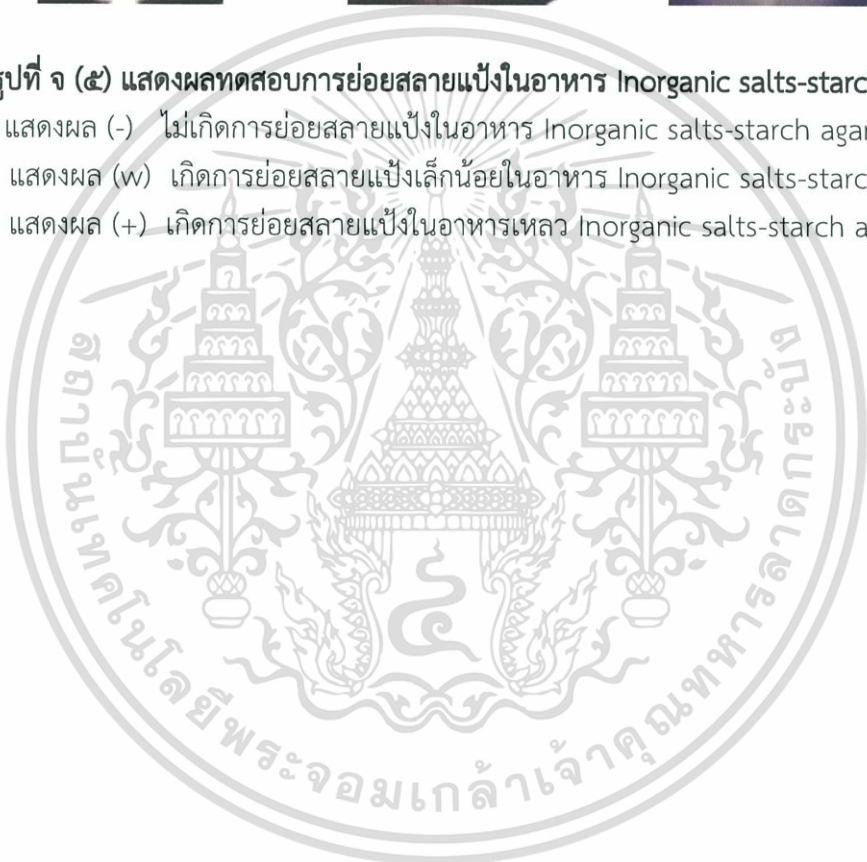 รูปที่ จ (๕) แสดงผลทดสอบการย่อยสลายแป้งในอาหาร Inorganic salts-starc
แสดงผล (-) ไม่เกิดการย่อยสลายแป้งในอาหาร Inorganic salts-starch agar
แสดงผล (w) เกิดการย่อยสลายแป้งเล็กน้อยในอาหาร Inorganic salts-starc
แสดงผล (+) เกิดการย่อยสลายแป้งในอาหารเหลว Inorganic salts-starch a
สถาบันเทคโนโลยีพระจอมเกล้าเจ้าคุณทหารลาดกระบัง